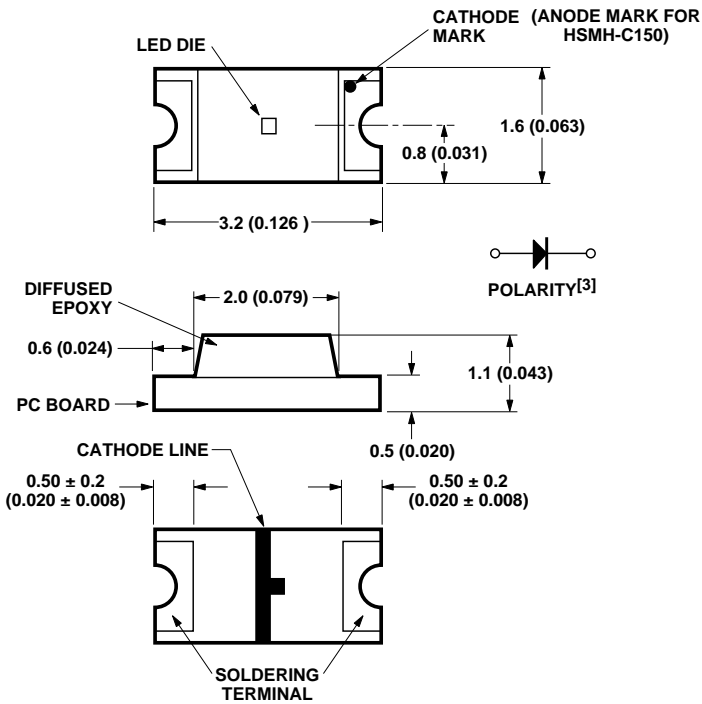 LED DIE
CATHODE
MARK
(ANODE MARK FOR
HSMH-C150)
1.6 (0.063)
0.8 (0.031)
3.2 (0.126 )
POLARITY[3]
DIFFUSED
EPOXY
2.0 (0.079)
0.6 (0.024)
1.1 (0.043)
PC BOARD
0.5 (0.020)
CATHODE LINE
0.50 ± 0.2
(0.020 ± 0.008)
0.50 ± 0.2
(0.020 ± 0.008)
SOLDERING
TERMINAL